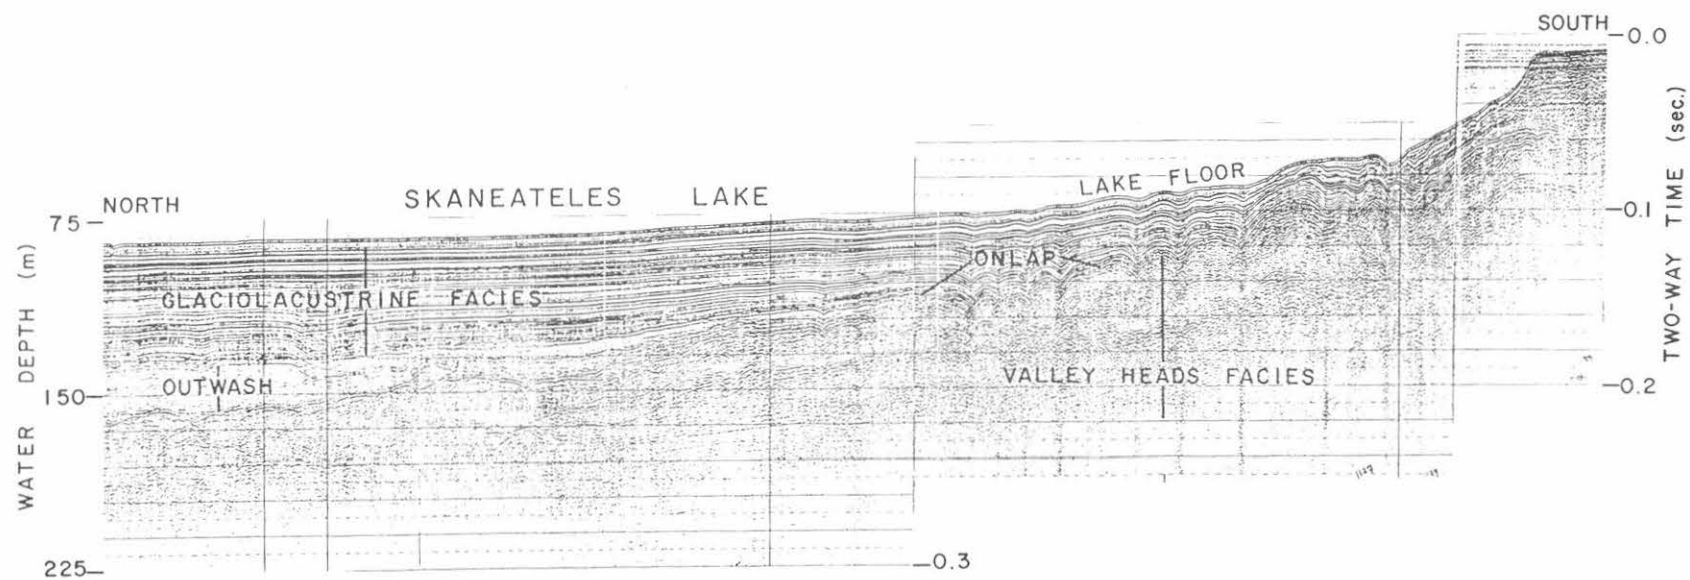 SOUTH
0.0
NORTH
SKANEATELES LAKE
LAKE FLOOR
75
0.1
ONLAP
GLACIOLACUSTRINE FACIES
OUTWASH
VALLEY HEADS FACIES
150
0.2
225
0.3
WATER DEPTH (m)
TWO-WAY TIME (sec.)